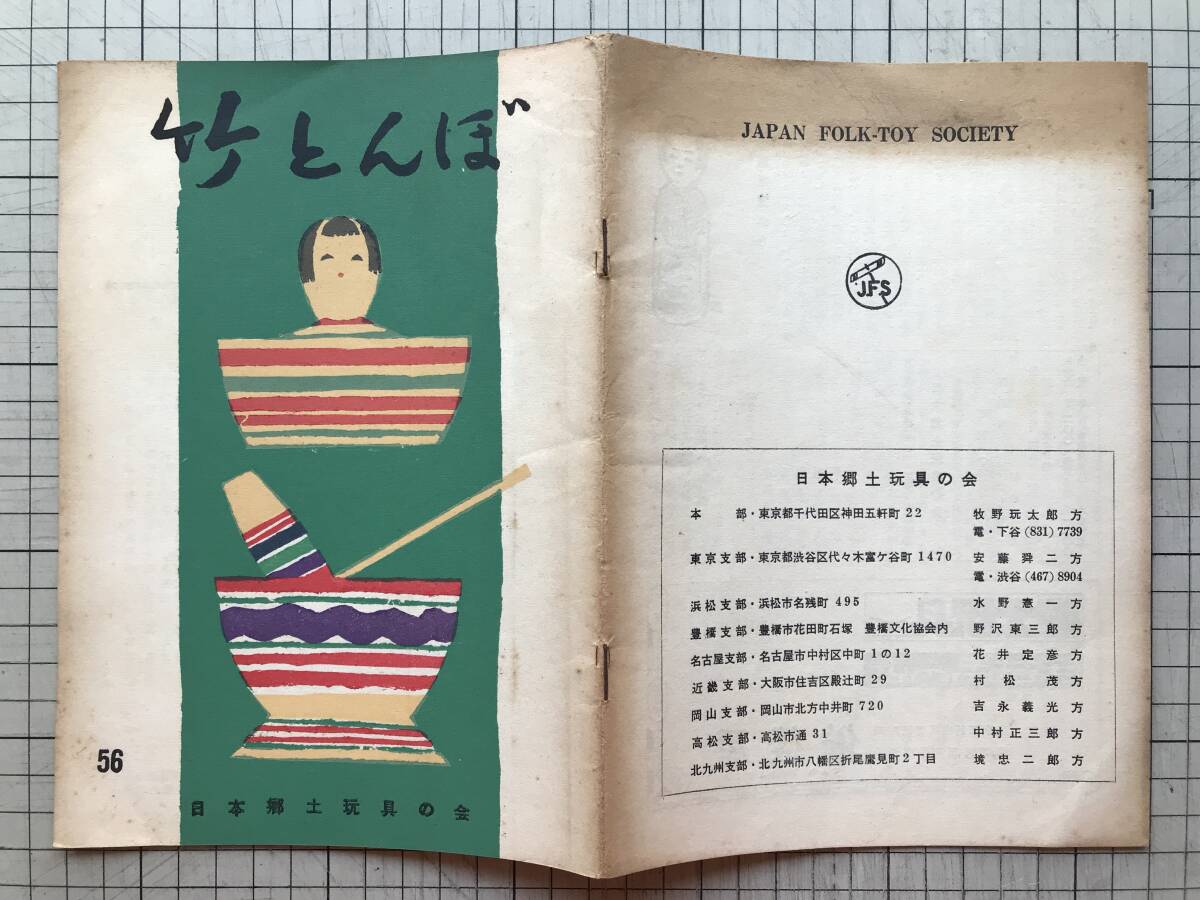 竹とんぼ
56
日本郷土玩具の会
JAPAN FOLK-TOY SOCIETY
JFS
日本郷土玩具の会
本部・東京都千代田区神田五軒町 22 牧野玩太郎方
電・下谷 (831) 7739
東京支部・東京都渋谷区代々木富ケ谷町 1470 安藤舜二方
電・渋谷 (467) 8904
浜松支部・浜松市名残町 495 水野憲一方
豊橋支部・豊橋市花田町石塚 豊橋文化協会内 野沢東三郎方
名古屋支部・名古屋市中村区中町 1の12 花井定彦方
近畿支部・大阪市住吉区殿辻町 29 村松茂方
岡山支部・岡山市北方中井町 720 吉永義光方
高松支部・高松市通 31 中村正三郎方
北九州支部・北九州市八幡区折尾鷹見町 2丁目 境忠二郎方